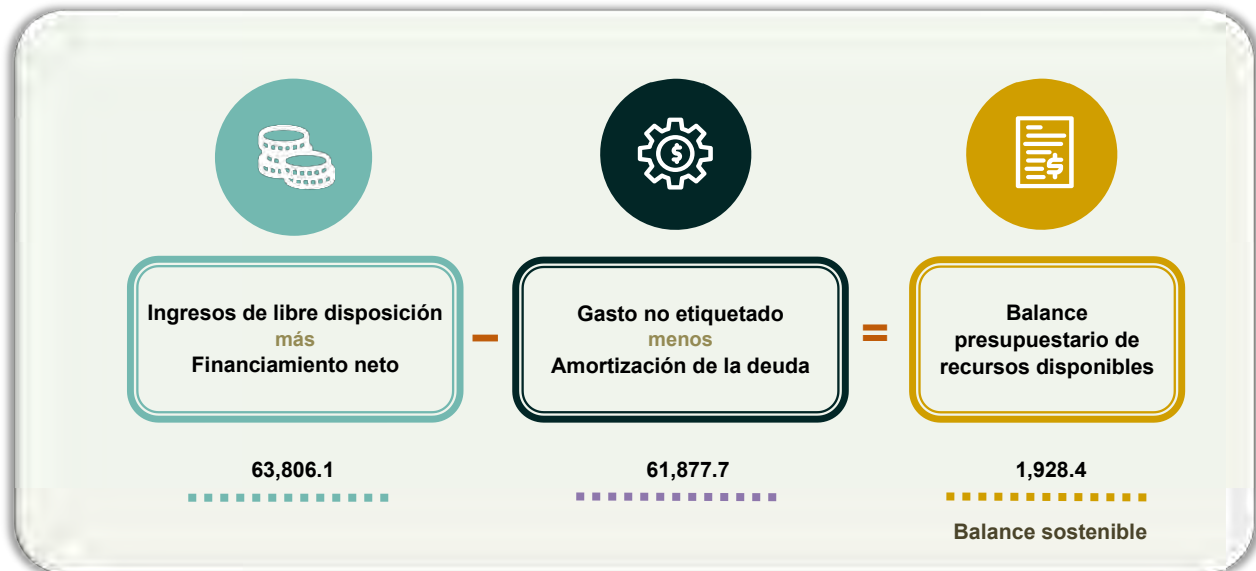 Ingresos de libre disposición
más
Financiamiento neto
–
Gasto no etiquetado
menos
Amortización de la deuda
=
Balance
presupuestario de
recursos disponibles
63,806.1
61,877.7
1,928.4
Balance sostenible